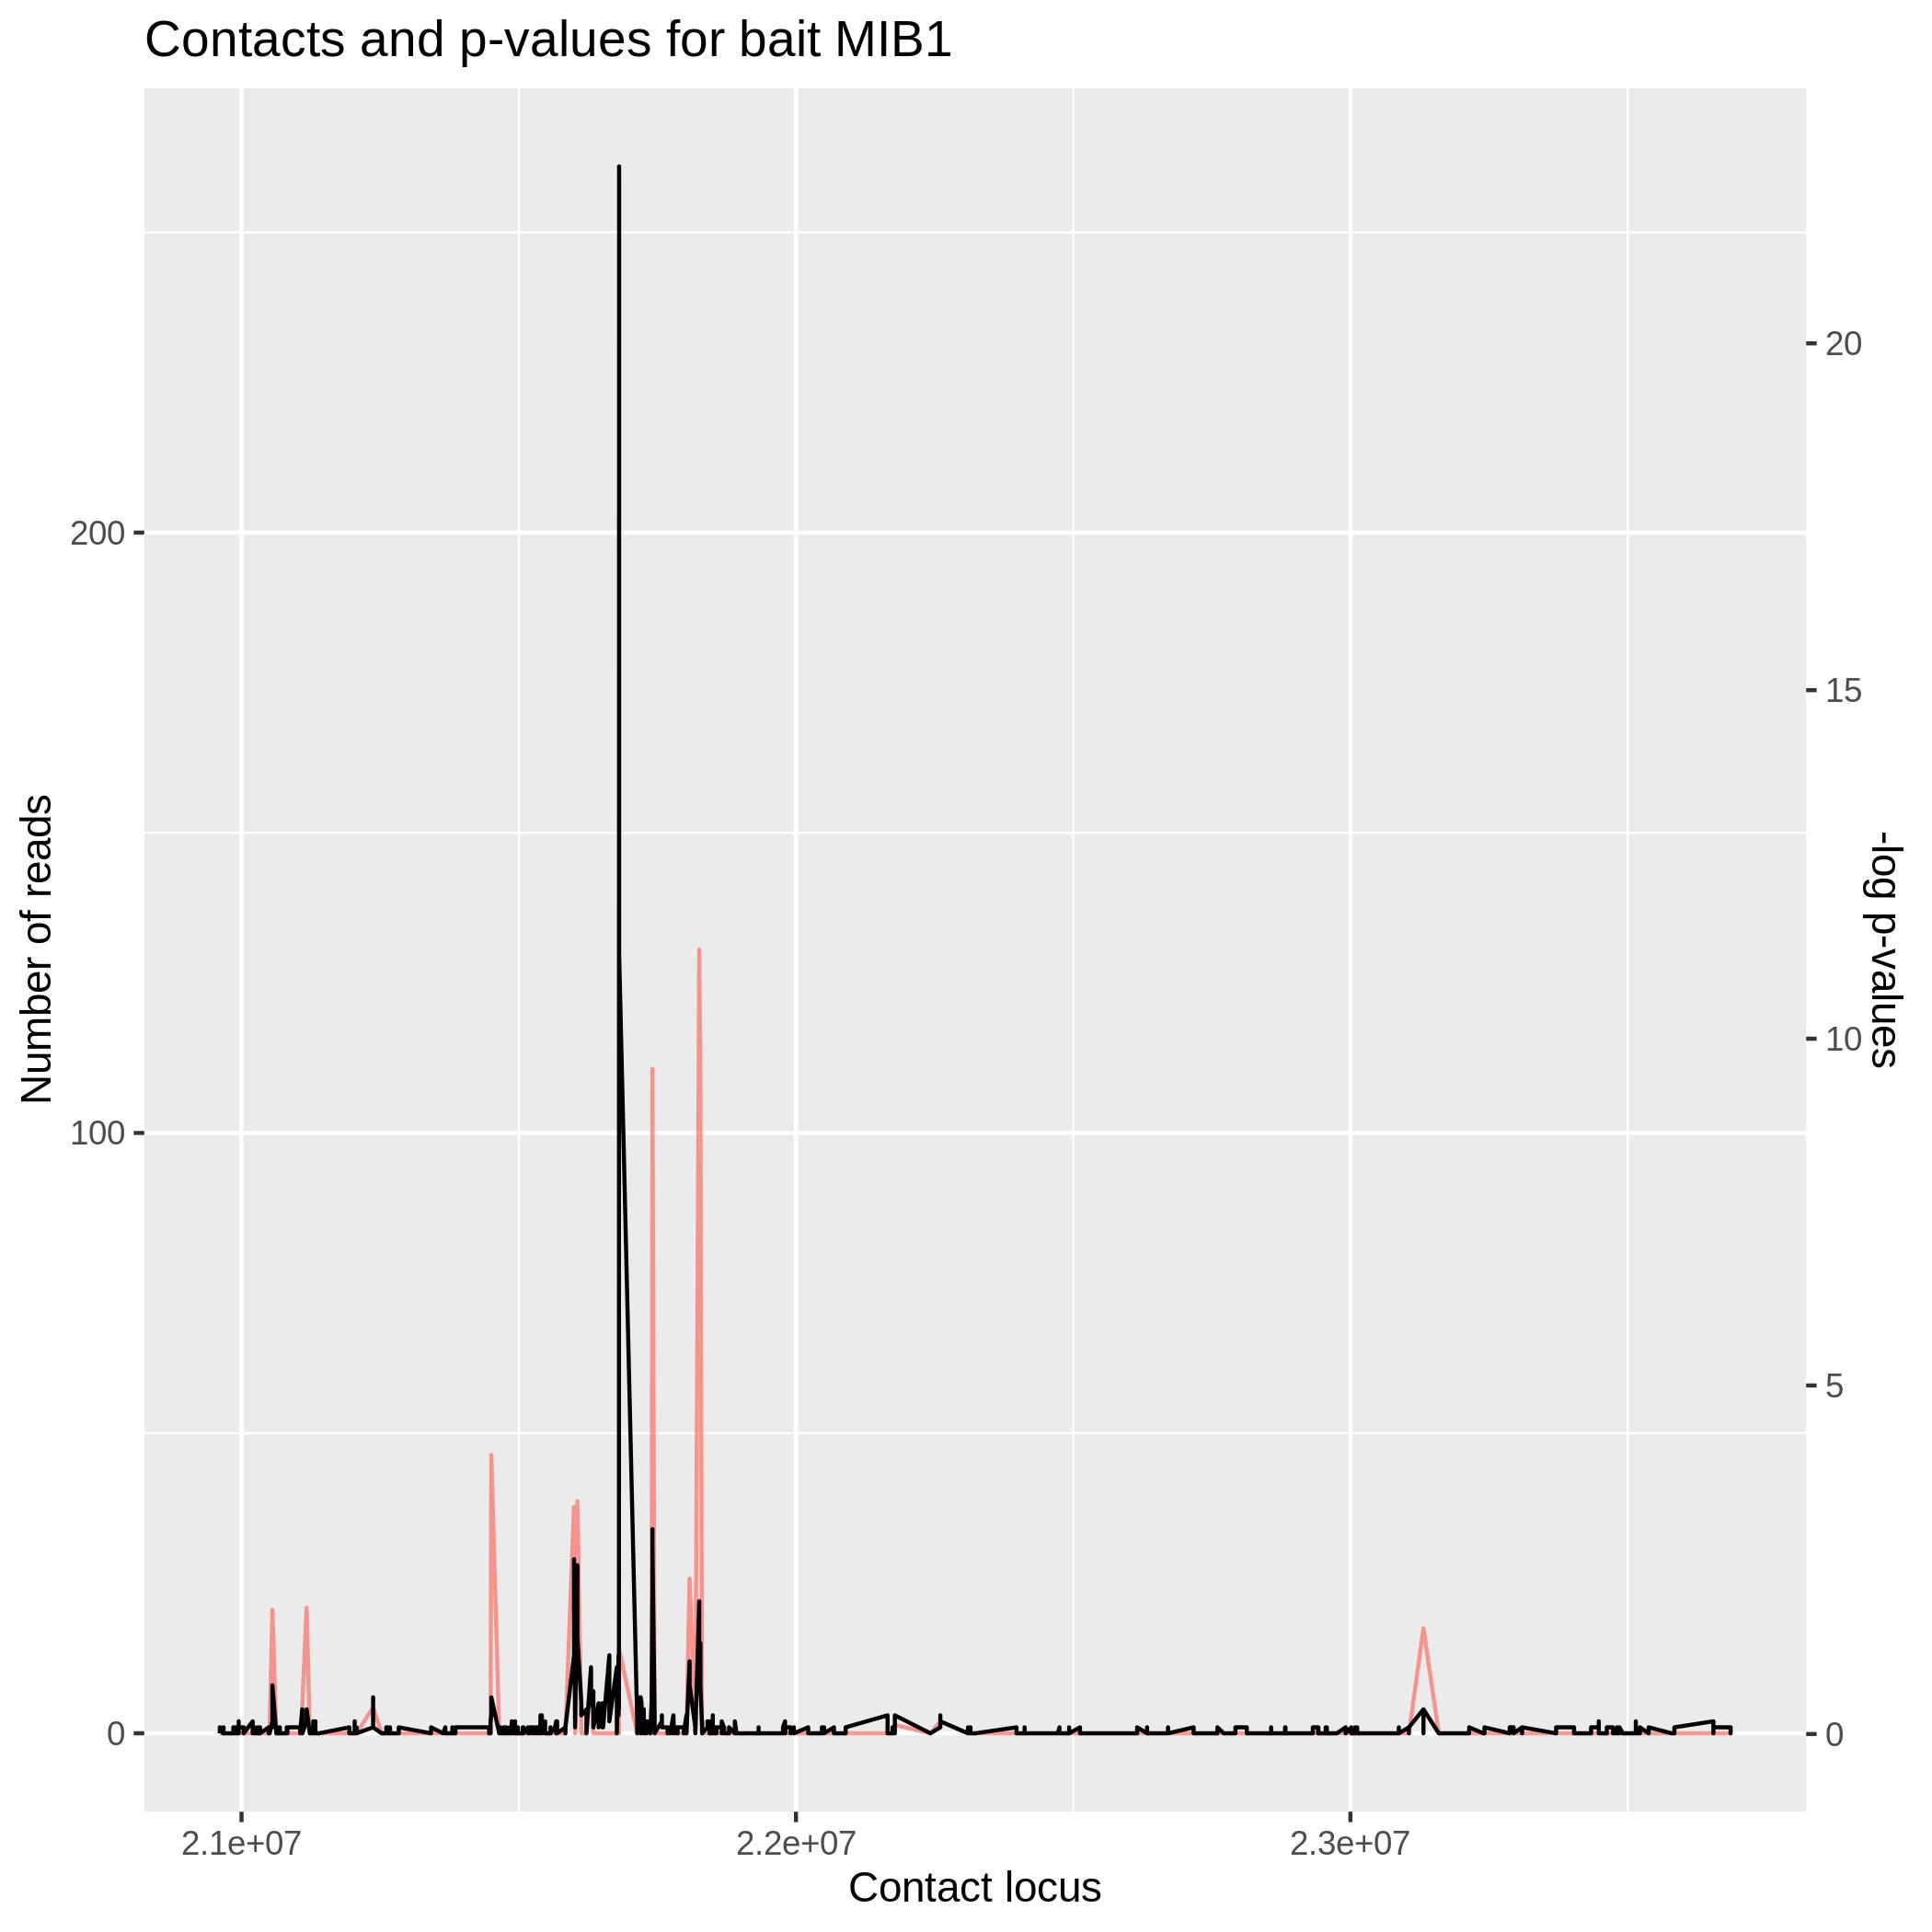 Contacts and p-values for bait MIB1
200
100
0
Number of reads
20
15
10
5
0
-log p-values
2.1e+07 2.2e+07 2.3e+07
Contact locus